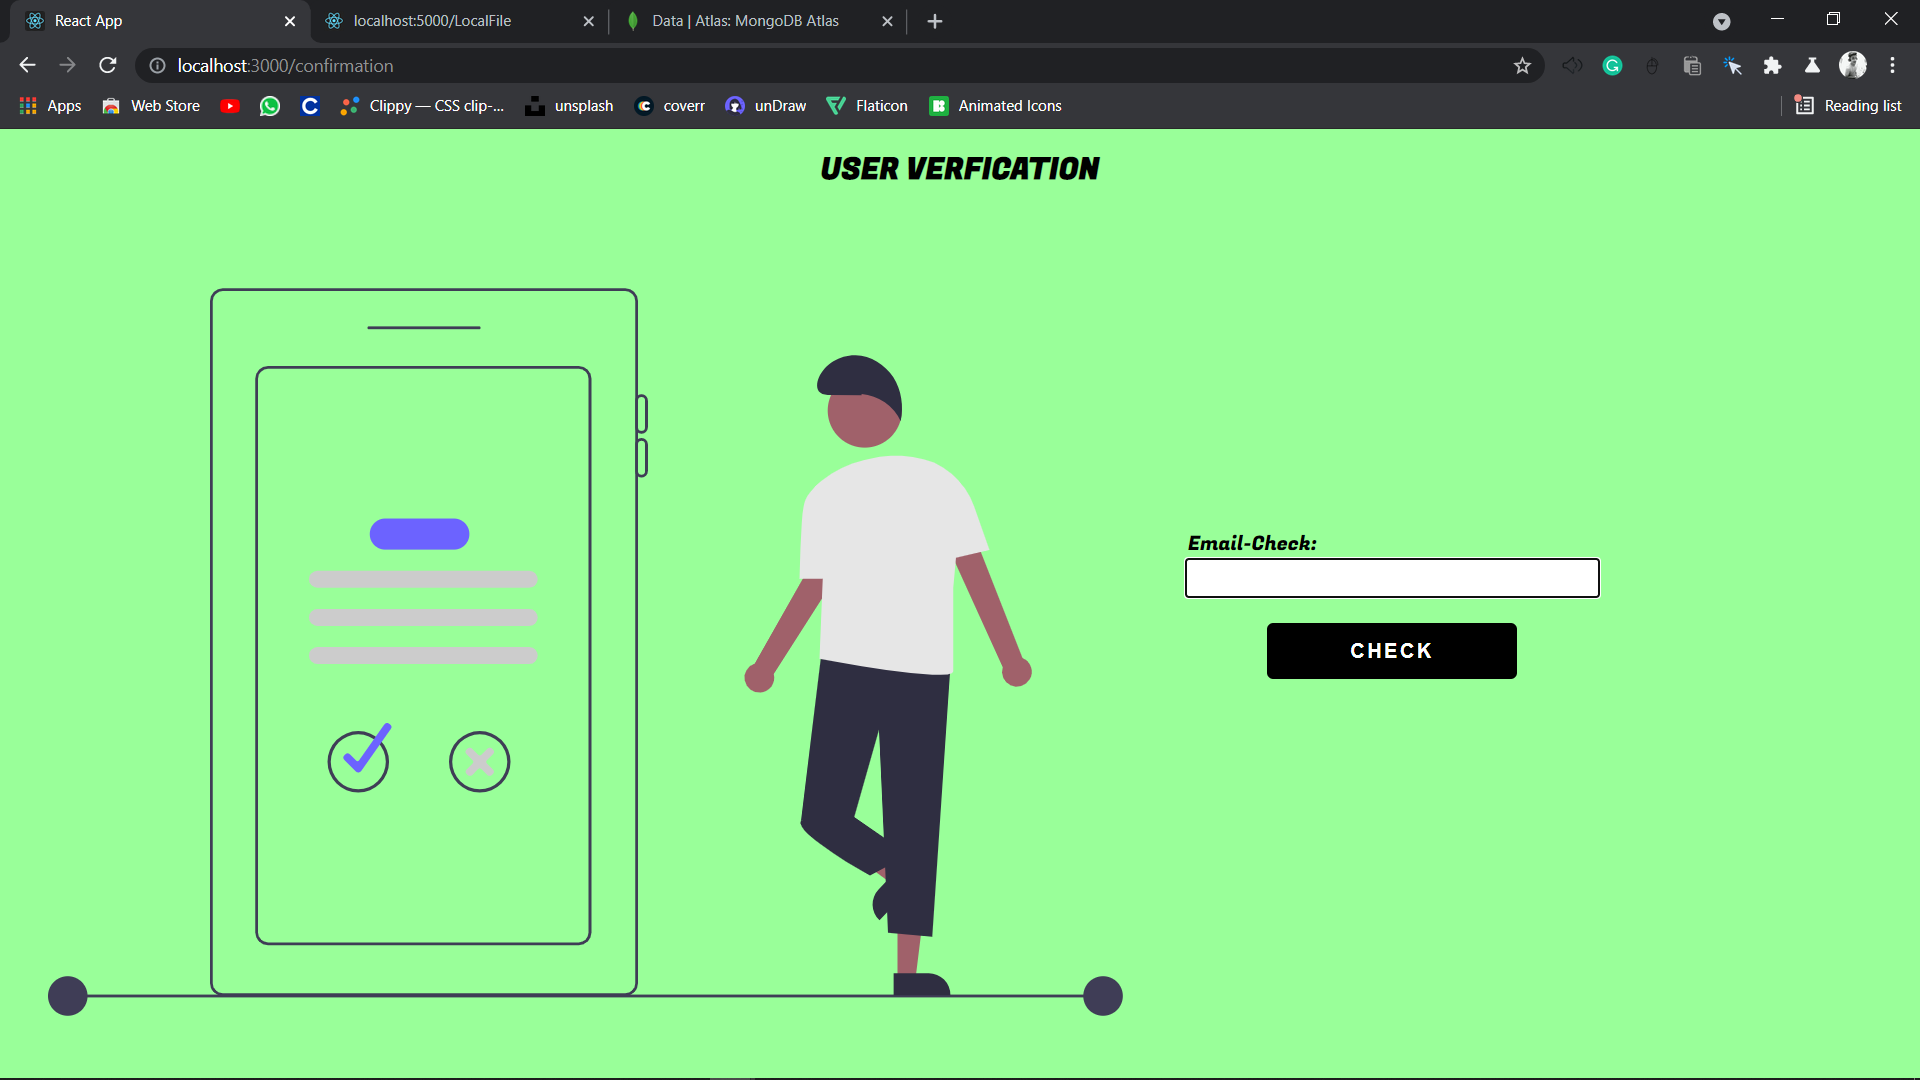 React App
localhost:5000/LocalFile
Data | Atlas: MongoDB Atlas
localhost:3000/confirmation
Apps
Web Store
Clippy — CSS clip-...
unsplash
coverr
unDraw
Flaticon
Animated Icons
Reading list
USER VERFICATION
Email-Check:
CHECK